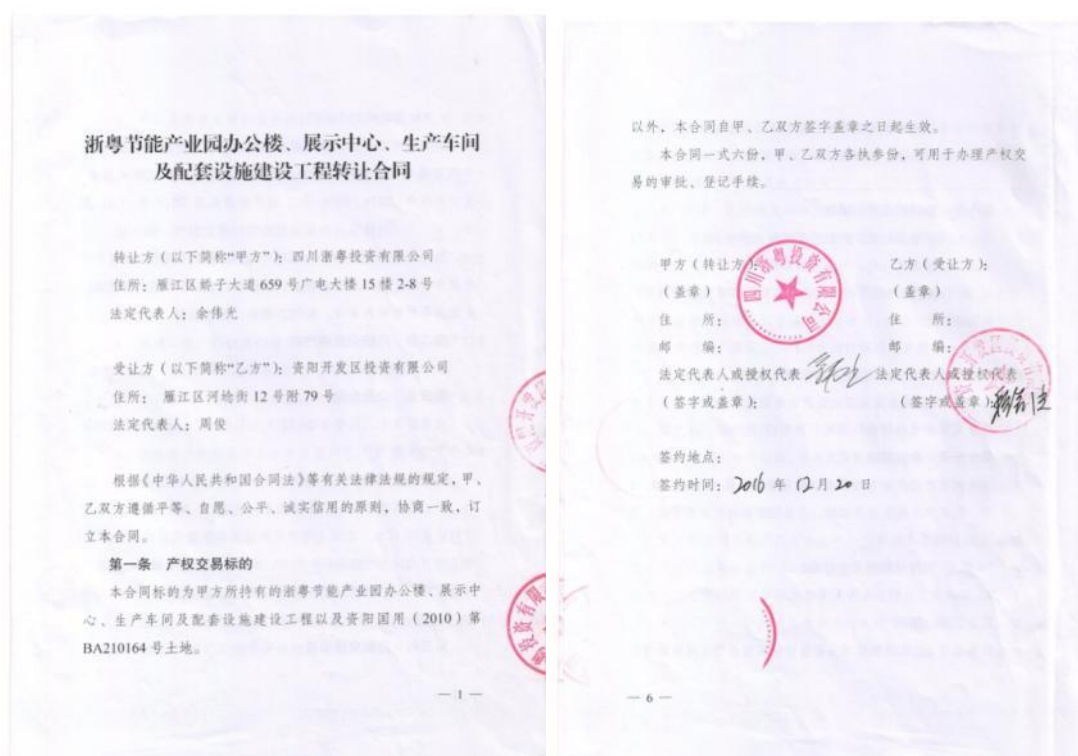 浙粤节能产业园办公楼、展示中心、生产车间
及配套设施建设工程转让合同
转让方（以下简称“甲方”）：四川浙粤投资有限公司
住所：雁江区娇子大道659号广电大楼15楼2-8号
法定代表人：余伟光
受让方（以下简称“乙方”）：资阳开发区投资有限公司
住所：雁江区河埝街12号附79号
法定代表人：周俊
根据《中华人民共和国合同法》等有关法律法规的规定，甲、
乙双方遵循平等、自愿、公平、诚实信用的原则，协商一致，订
立本合同。
第一条 产权交易标的
本合同标的为甲方所持有的浙粤节能产业园办公楼、展示中
心、生产车间及配套设施建设工程以及资阳国用（2010）第
BA210164号土地。
— 1 —
以外，本合同自甲、乙双方签字盖章之日起生效。
本合同一式六份，甲、乙双方各执叁份，可用于办理产权交
易的审批、登记手续。
甲方（转让方）： 乙方（受让方）：
（盖章） （盖章）
四川浙粤投资有限公司
住 所： 住 所：
邮 编： 邮 编：
法定代表人或授权代表 法定代表人或授权代表
（签字或盖章）： （签字或盖章）：
签约地点：
签约时间：2016年12月20日
— 6 —